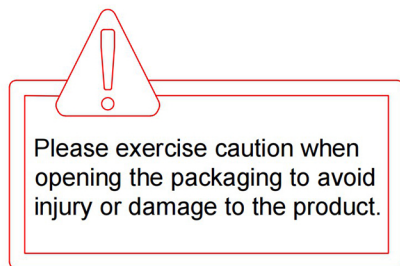 Please exercise caution when
opening the packaging to avoid
injury or damage to the product.